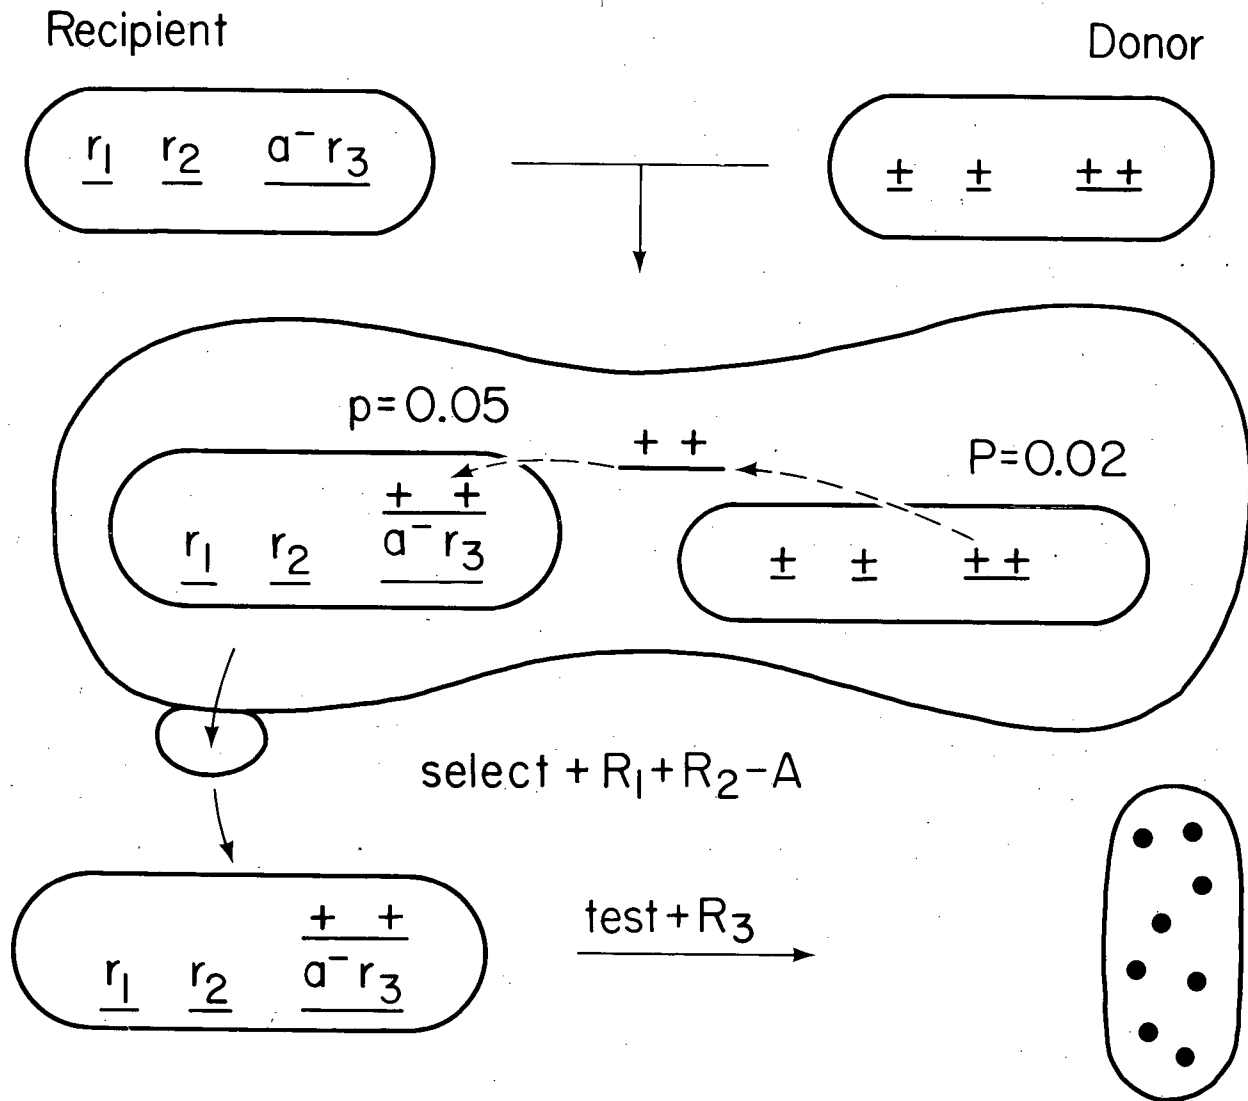 Recipient
Donor
r₁ r₂ a⁻ r₃
± ± + +
p=0.05
+ +
P=0.02
+ +
r₁ r₂ a⁻ r₃
± ± + +
select + R₁ + R₂ – A
+ +
r₁ r₂ a⁻ r₃
test + R₃